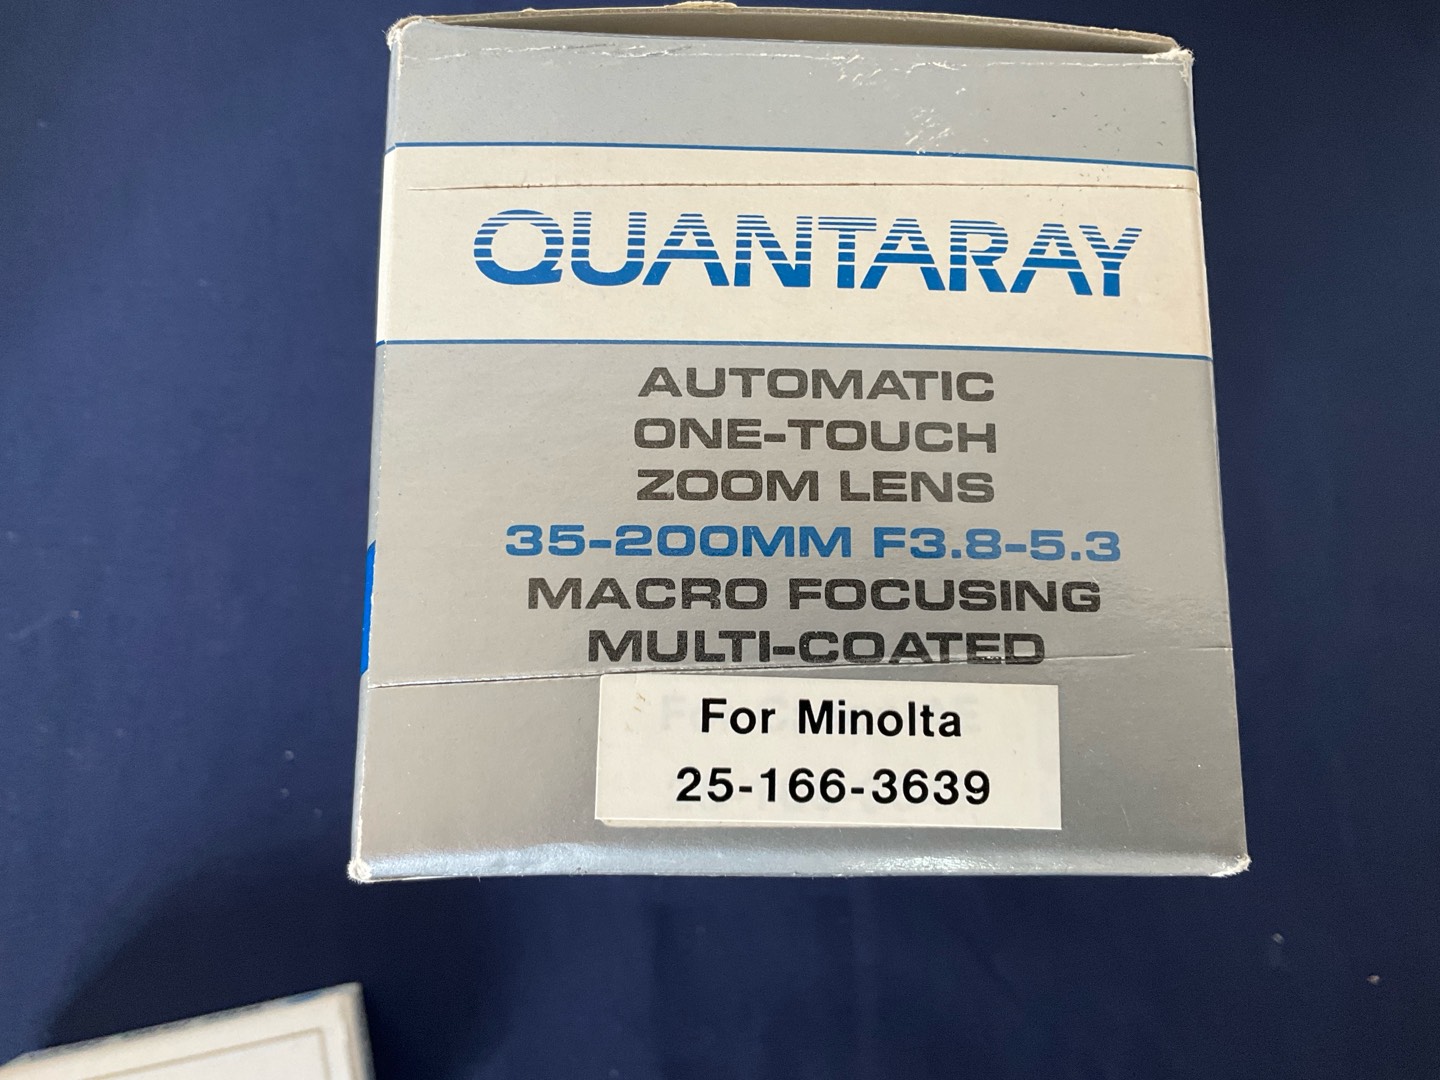 QUANTARAY
AUTOMATIC
ONE-TOUCH
ZOOM LENS
35-200MM F3.8-5.3
MACRO FOCUSING
MULTI-COATED
For Minolta
25-166-3639